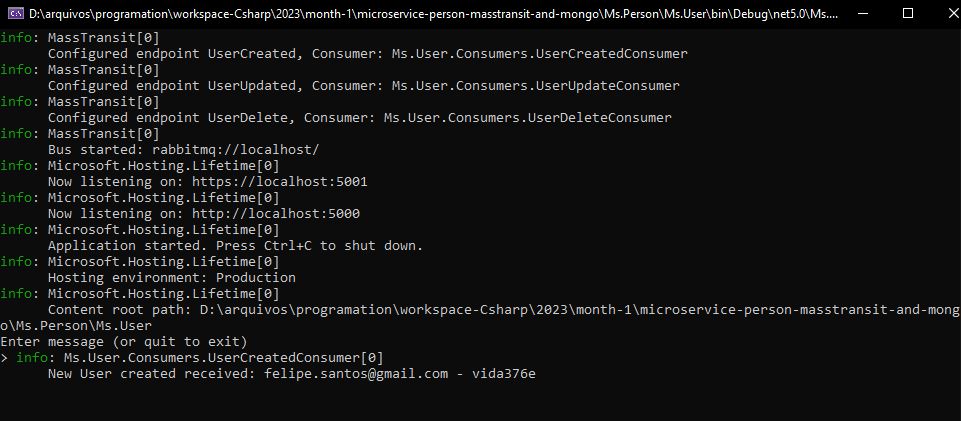 D:\arquivos\programation\workspace-Csharp\2023\month-1\microservice-person-masstransit-and-mongo\Ms.Person\Ms.User\bin\Debug\net5.0\Ms....
info: MassTransit[0]
      Configured endpoint UserCreated, Consumer: Ms.User.Consumers.UserCreatedConsumer
info: MassTransit[0]
      Configured endpoint UserUpdated, Consumer: Ms.User.Consumers.UserUpdateConsumer
info: MassTransit[0]
      Configured endpoint UserDelete, Consumer: Ms.User.Consumers.UserDeleteConsumer
info: MassTransit[0]
      Bus started: rabbitmq://localhost/
info: Microsoft.Hosting.Lifetime[0]
      Now listening on: https://localhost:5001
info: Microsoft.Hosting.Lifetime[0]
      Now listening on: http://localhost:5000
info: Microsoft.Hosting.Lifetime[0]
      Application started. Press Ctrl+C to shut down.
info: Microsoft.Hosting.Lifetime[0]
      Hosting environment: Production
info: Microsoft.Hosting.Lifetime[0]
      Content root path: D:\arquivos\programation\workspace-Csharp\2023\month-1\microservice-person-masstransit-and-mong
o\Ms.Person\Ms.User
Enter message (or quit to exit)
> info: Ms.User.Consumers.UserCreatedConsumer[0]
      New User created received: felipe.santos@gmail.com - vida376e